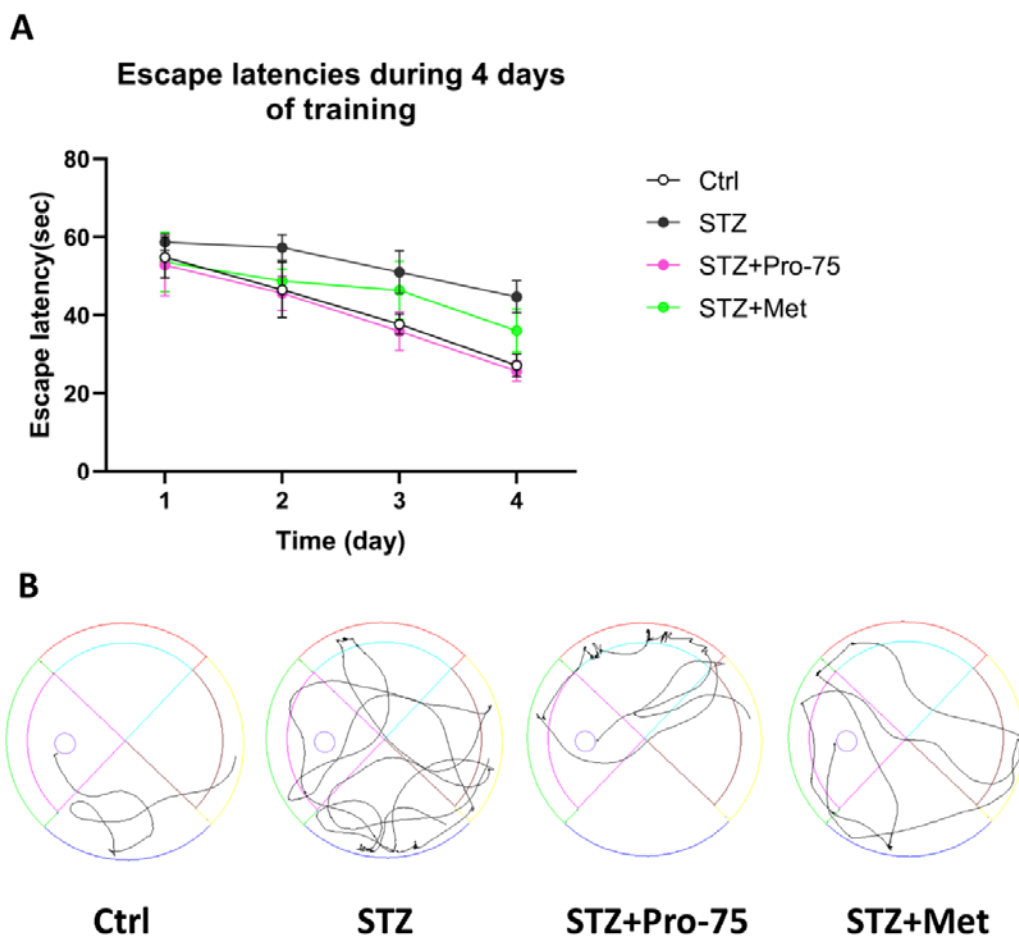 A
Escape latencies during 4 days
of training
80
60
40
20
0
Escape latency(sec)
1 2 3 4
Time (day)
Ctrl
STZ
STZ+Pro-75
STZ+Met
B
Ctrl STZ STZ+Pro-75 STZ+Met